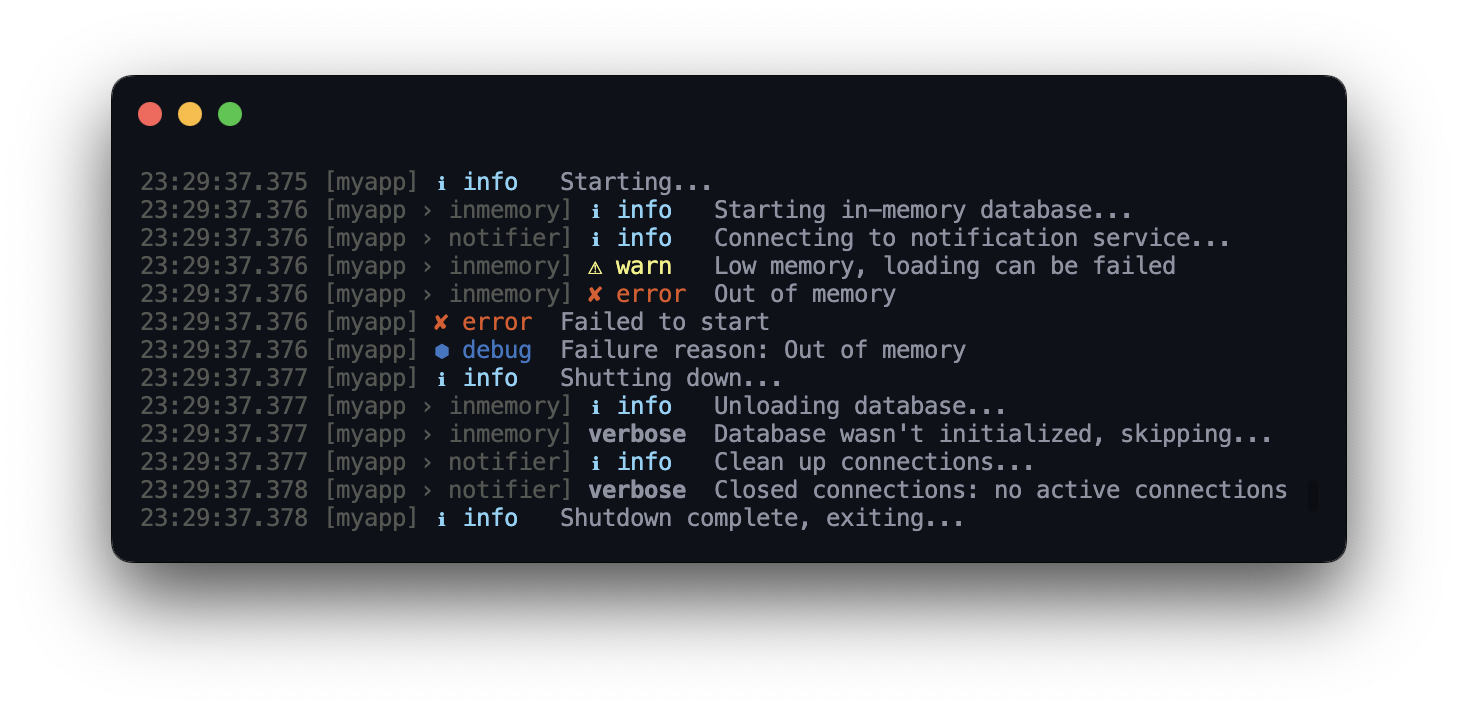 23:29:37.375 [myapp] ℹ info   Starting...
23:29:37.376 [myapp › inmemory] ℹ info   Starting in-memory database...
23:29:37.376 [myapp › notifier] ℹ info   Connecting to notification service...
23:29:37.376 [myapp › inmemory] ⚠ warn   Low memory, loading can be failed
23:29:37.376 [myapp › inmemory] ✘ error  Out of memory
23:29:37.376 [myapp] ✘ error  Failed to start
23:29:37.376 [myapp] ⬢ debug  Failure reason: Out of memory
23:29:37.377 [myapp] ℹ info   Shutting down...
23:29:37.377 [myapp › inmemory] ℹ info   Unloading database...
23:29:37.377 [myapp › inmemory] verbose  Database wasn't initialized, skipping...
23:29:37.377 [myapp › notifier] ℹ info   Clean up connections...
23:29:37.378 [myapp › notifier] verbose  Closed connections: no active connections
23:29:37.378 [myapp] ℹ info   Shutdown complete, exiting...